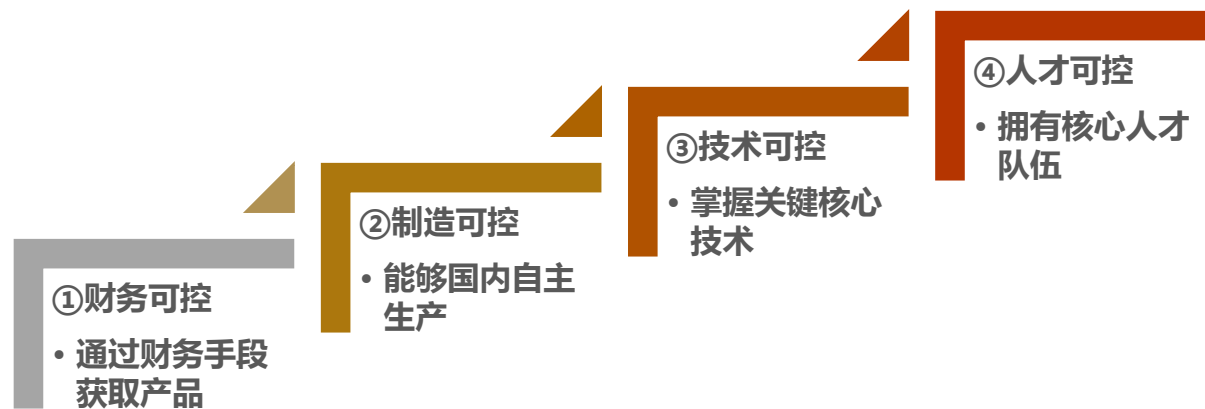 ①财务可控
• 通过财务手段
获取产品
②制造可控
• 能够国内自主
生产
③技术可控
• 掌握关键核心
技术
④人才可控
• 拥有核心人才
队伍